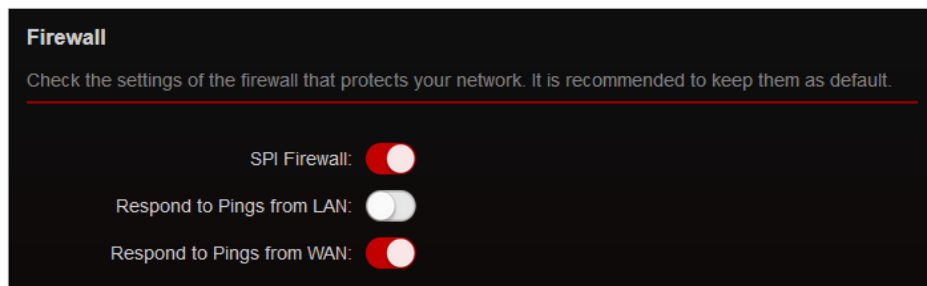 Firewall
Check the settings of the firewall that protects your network. It is recommended to keep them as default.
SPI Firewall:
Respond to Pings from LAN:
Respond to Pings from WAN: